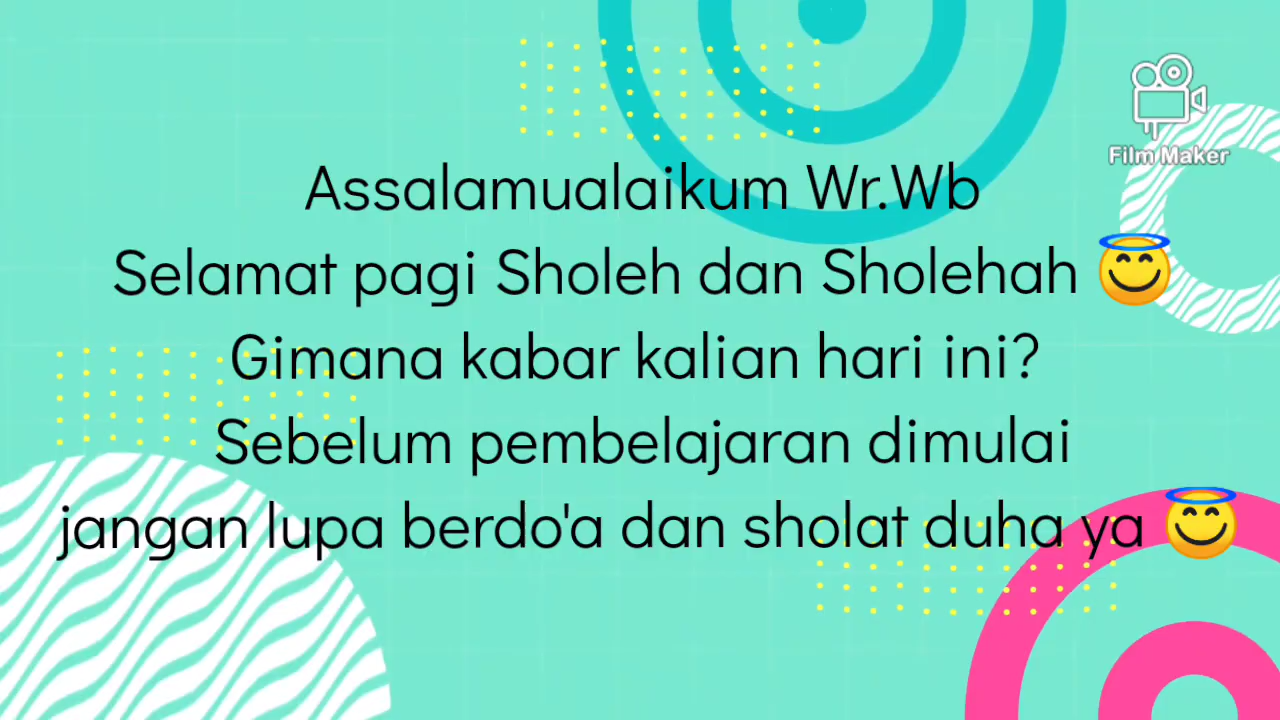 Film Maker
Assalamualaikum Wr.Wb
Selamat pagi Sholeh dan Sholehah 😇
Gimana kabar kalian hari ini?
Sebelum pembelajaran dimulai
jangan lupa berdo'a dan sholat duha ya 😇